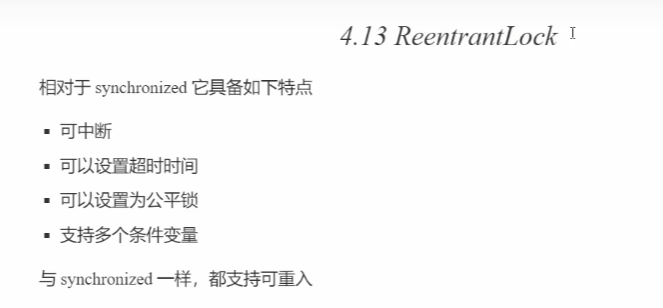 4.13 ReentrantLock
相对于 synchronized 它具备如下特点
▪ 可中断
▪ 可以设置超时时间
▪ 可以设置为公平锁
▪ 支持多个条件变量
与 synchronized 一样，都支持可重入